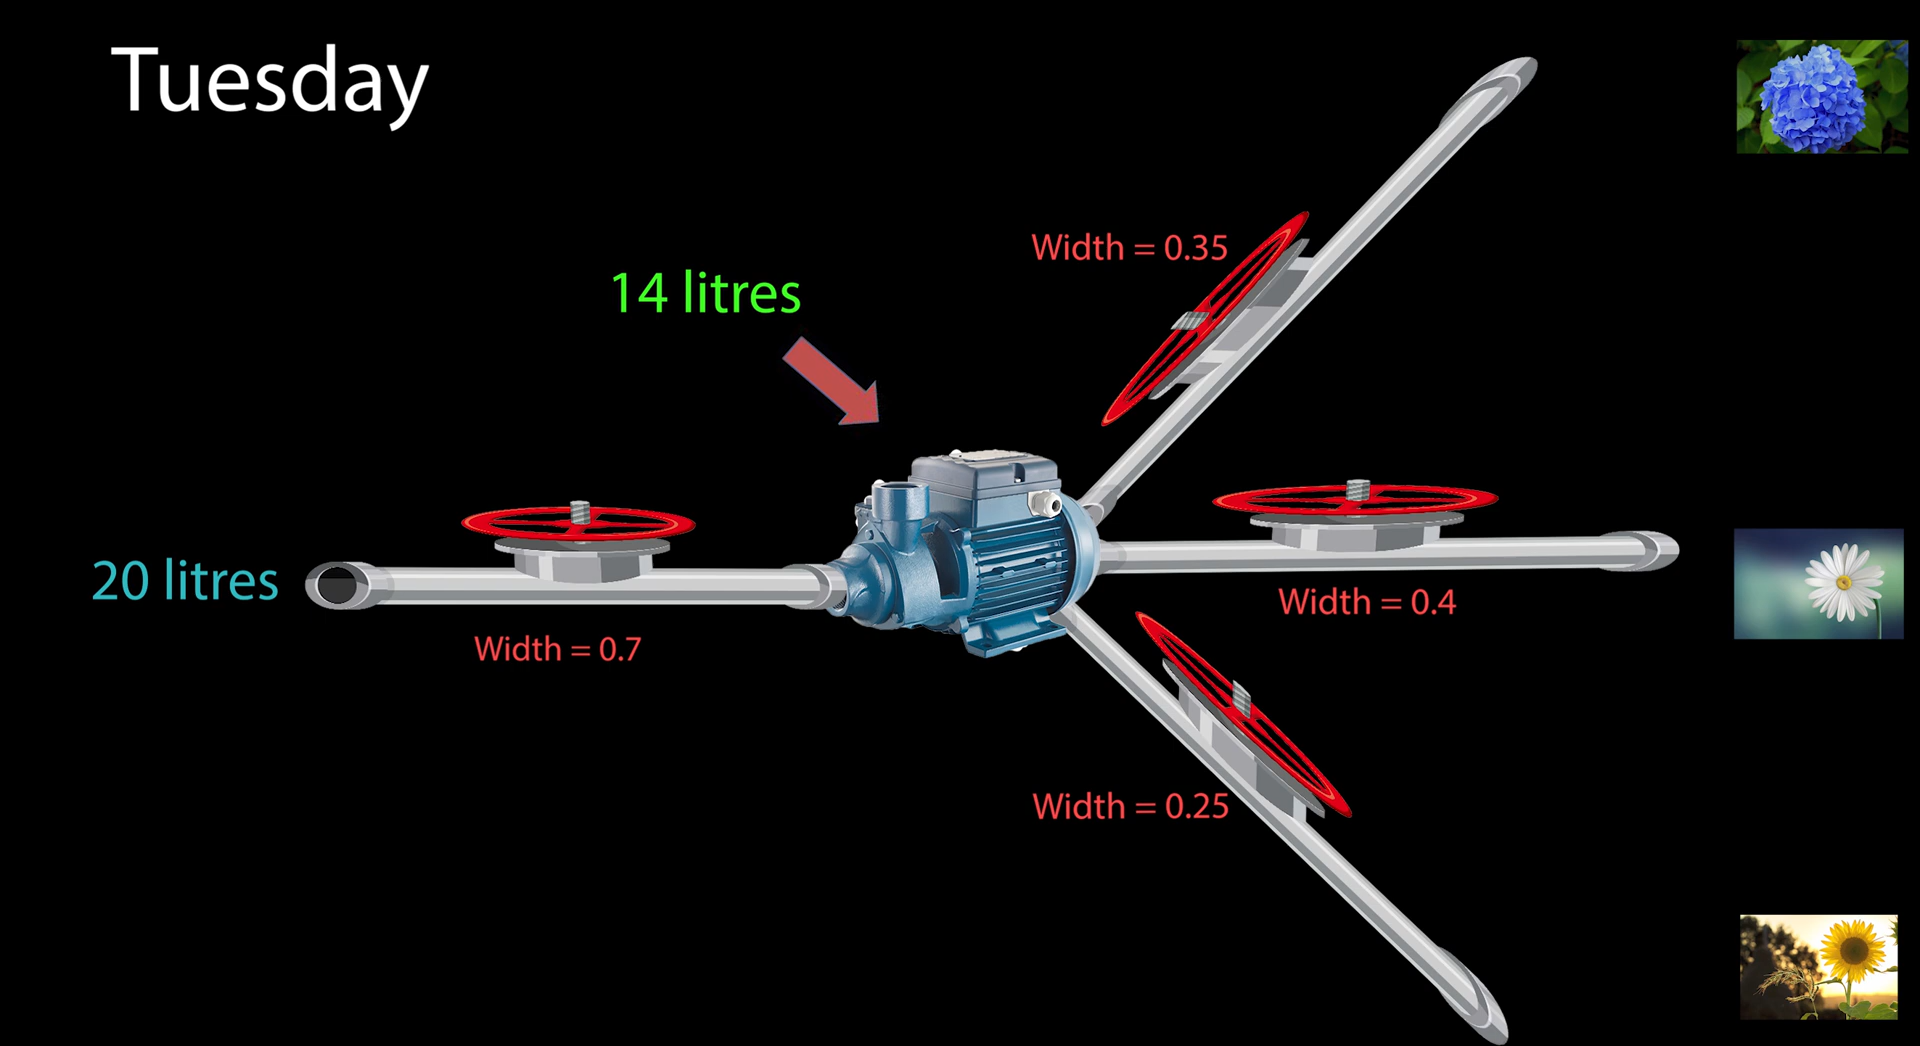 Tuesday
Width = 0.35
14 litres
20 litres
Width = 0.7
Width = 0.4
Width = 0.25